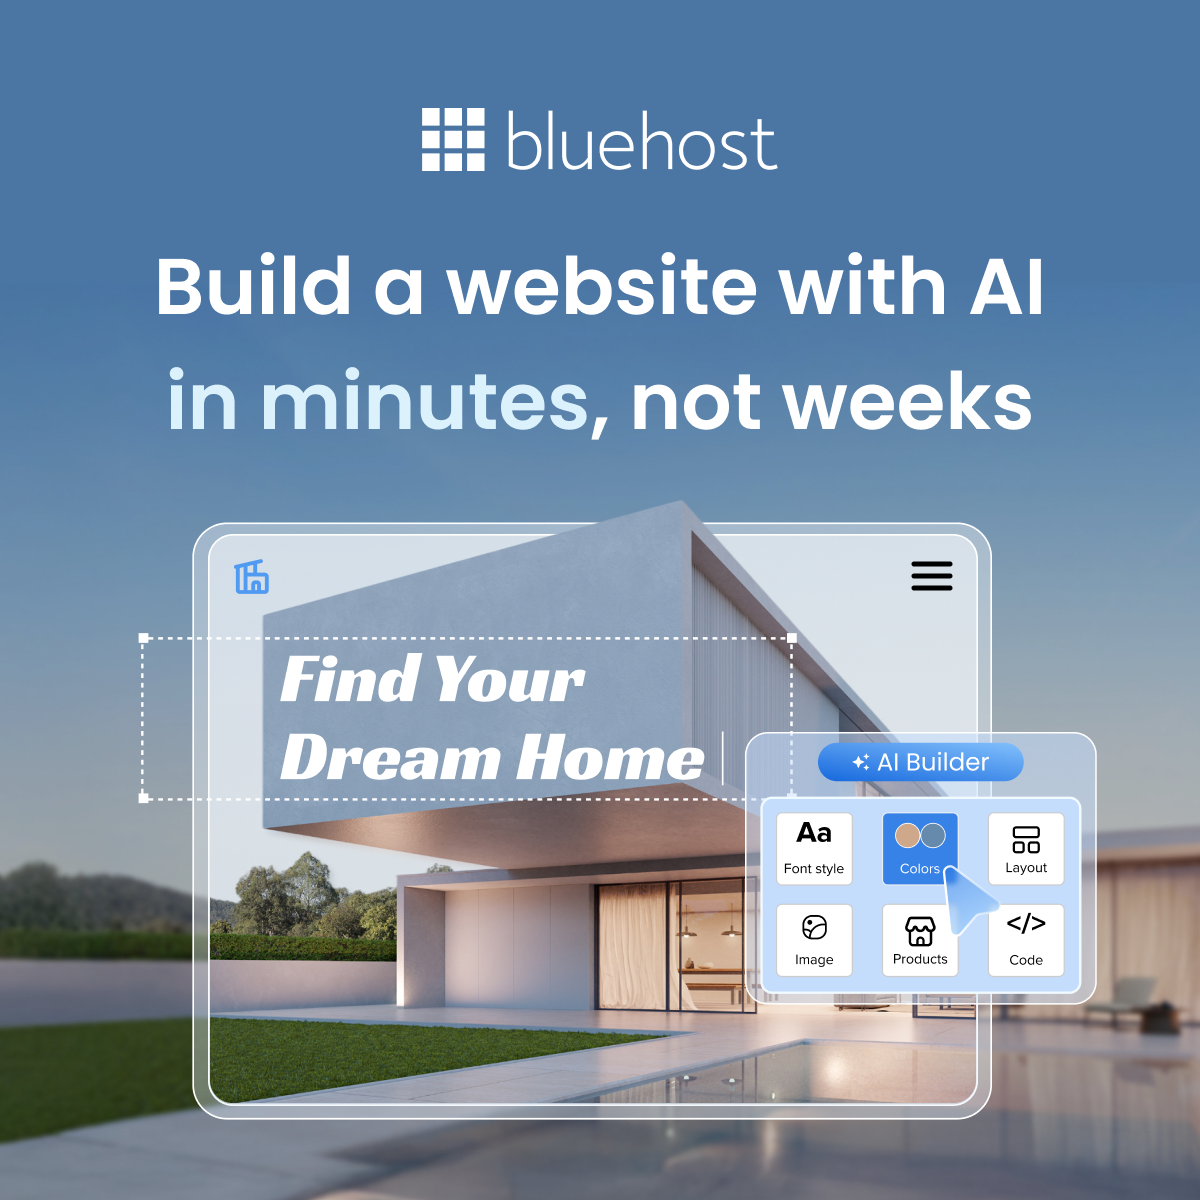 bluehost
Build a website with AI
in minutes, not weeks
Find Your
Dream Home
AI Builder
Aa
Font style
Colors
Layout
Image
Products
</>
Code